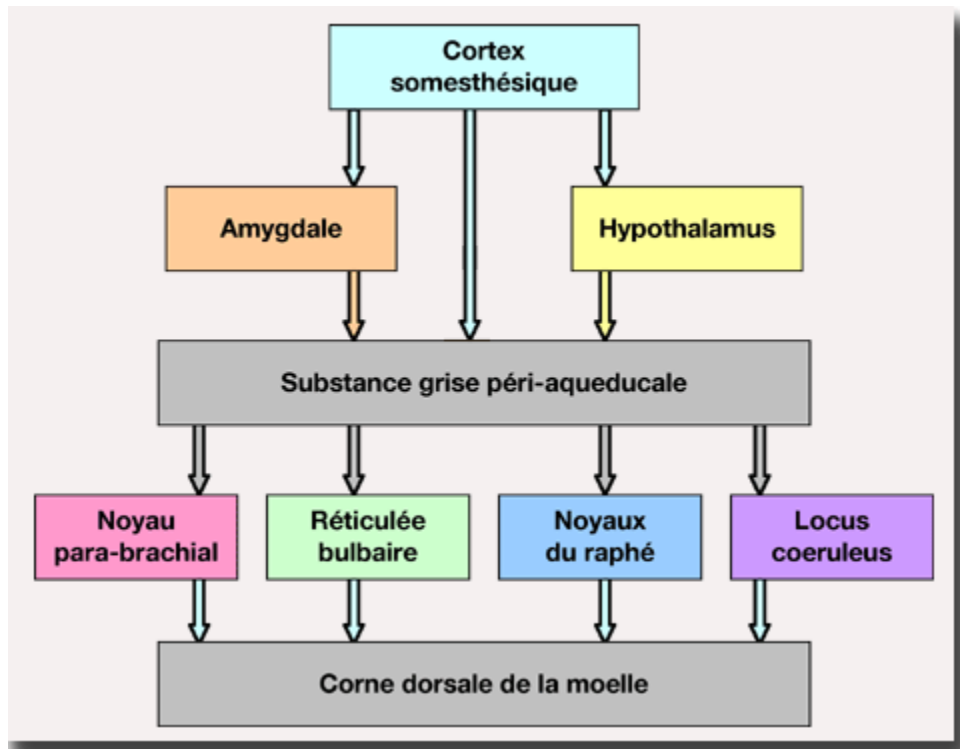 Cortex
somesthésique
Amygdale
Hypothalamus
Substance grise péri-aqueducale
Noyau
para-brachial
Réticulée
bulbaire
Noyaux
du raphé
Locus
coeruleus
Corne dorsale de la moelle